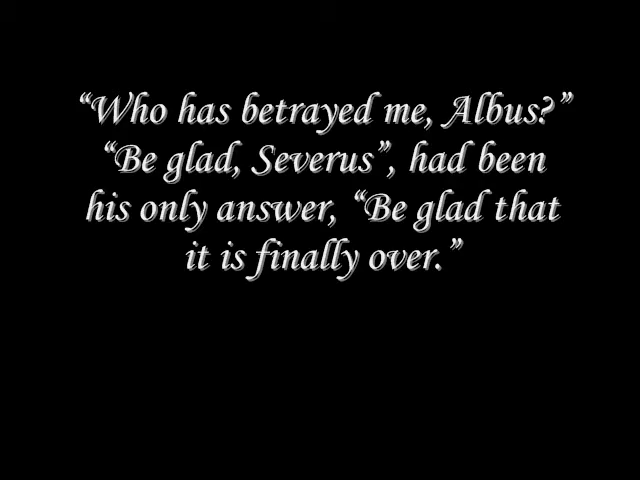 “Who has betrayed me, Albus?”
“Be glad, Severus”, had been
his only answer, “Be glad that
it is finally over.”